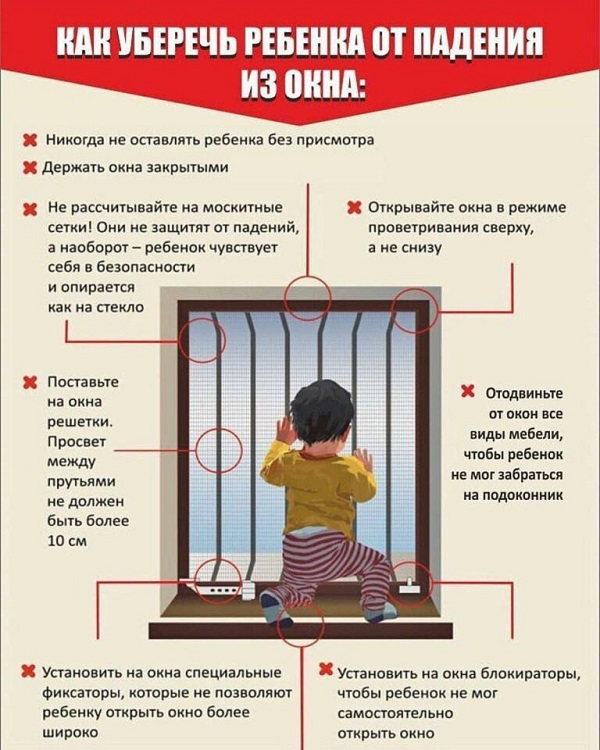 КАК УБЕРЕЧЬ РЕБЕНКА ОТ ПАДЕНИЯ
ИЗ ОКНА:
Никогда не оставлять ребенка без присмотра
Держать окна закрытыми
Не рассчитывайте на москитные
сетки! Они не защитят от падений,
а наоборот – ребенок чувствует
себя в безопасности
и опирается
как на стекло
Открывайте окна в режиме
проветривания сверху,
а не снизу
Поставьте
на окна
решетки.
Просвет
между
прутьями
не должен
быть более
10 см
Отодвиньте
от окон все
виды мебели,
чтобы ребенок
не мог забраться
на подоконник
Установить на окна специальные
фиксаторы, которые не позволяют
ребенку открыть окно более
широко
Установить на окна блокираторы,
чтобы ребенок не мог
самостоятельно
открыть окно